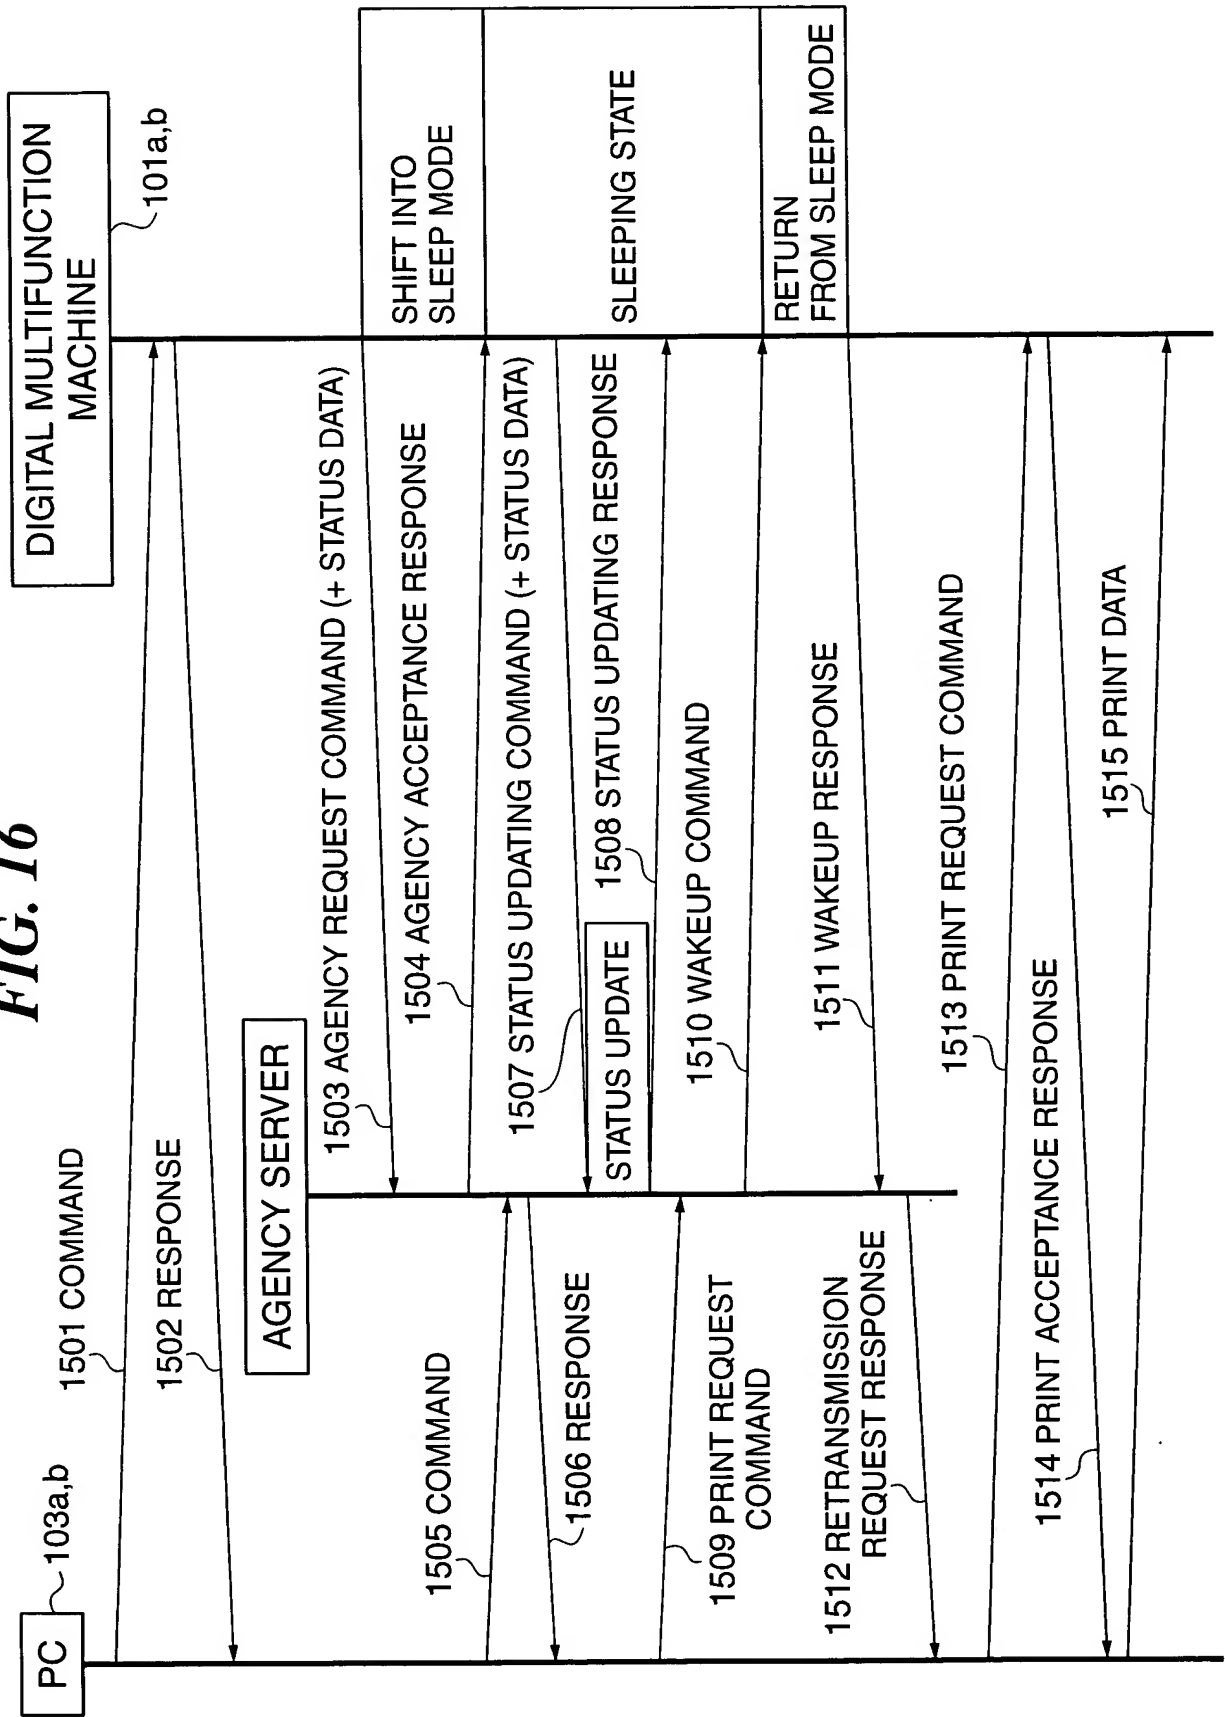 FIG. 16
PC
103a,b
AGENCY SERVER
DIGITAL MULTIFUNCTION
MACHINE
101a,b
1501 COMMAND
1502 RESPONSE
1503 AGENCY REQUEST COMMAND (+ STATUS DATA)
SHIFT INTO
SLEEP MODE
1504 AGENCY ACCEPTANCE RESPONSE
1505 COMMAND
1506 RESPONSE
1507 STATUS UPDATING COMMAND (+ STATUS DATA)
SLEEPING STATE
STATUS UPDATE
1508 STATUS UPDATING RESPONSE
1509 PRINT REQUEST
COMMAND
1510 WAKEUP COMMAND
RETURN
FROM SLEEP MODE
1511 WAKEUP RESPONSE
1512 RETRANSMISSION
REQUEST RESPONSE
1513 PRINT REQUEST COMMAND
1514 PRINT ACCEPTANCE RESPONSE
1515 PRINT DATA